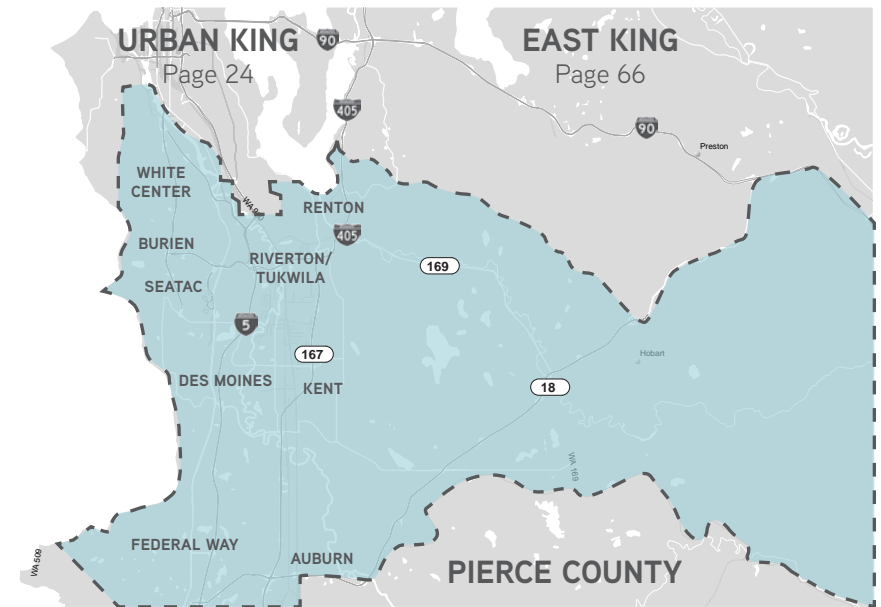 URBAN KING
Page 24
90
EAST KING
Page 66
405
90
Preston
WHITE
CENTER
RENTON
405
BURIEN
RIVERTON/
TUKWILA
169
SEATAC
5
167
Hobart
DES MOINES
KENT
18
WA 169
FEDERAL WAY
AUBURN
PIERCE COUNTY
WA 509